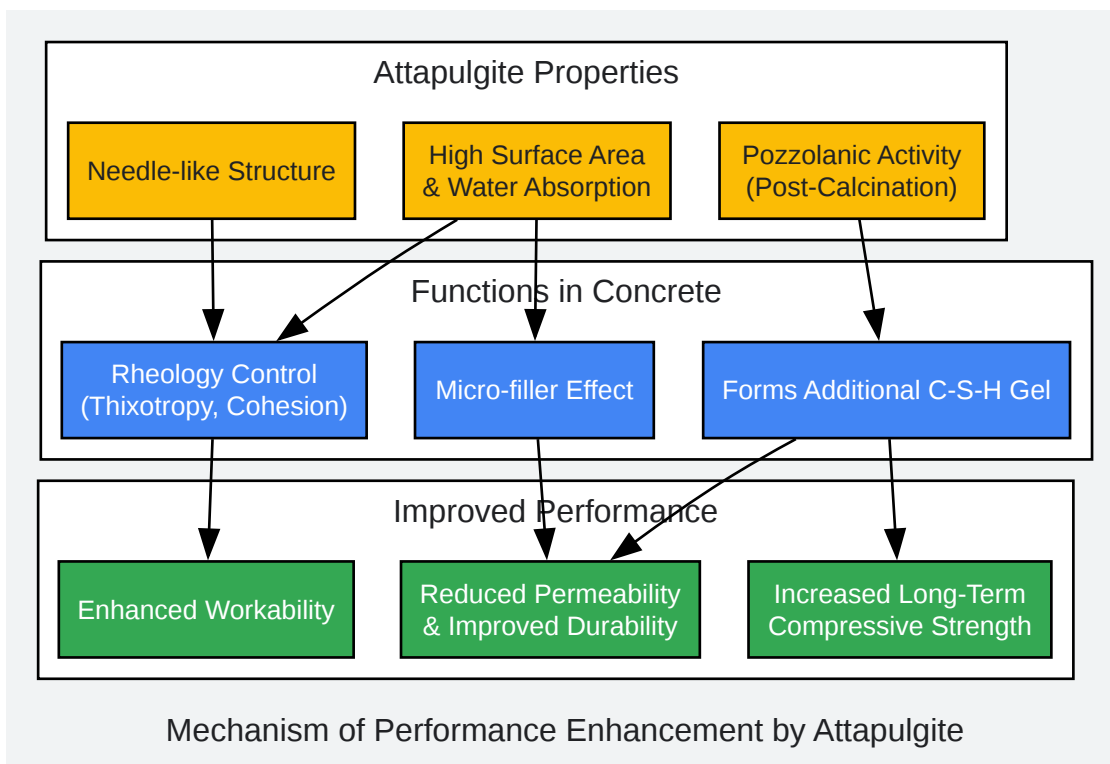 Attapulgite Properties
Needle-like Structure
High Surface Area
& Water Absorption
Pozzolanic Activity
(Post-Calcination)
Functions in Concrete
Rheology Control
(Thixotropy, Cohesion)
Micro-filler Effect
Forms Additional C-S-H Gel
Improved Performance
Enhanced Workability
Reduced Permeability
& Improved Durability
Increased Long-Term
Compressive Strength
Mechanism of Performance Enhancement by Attapulgite